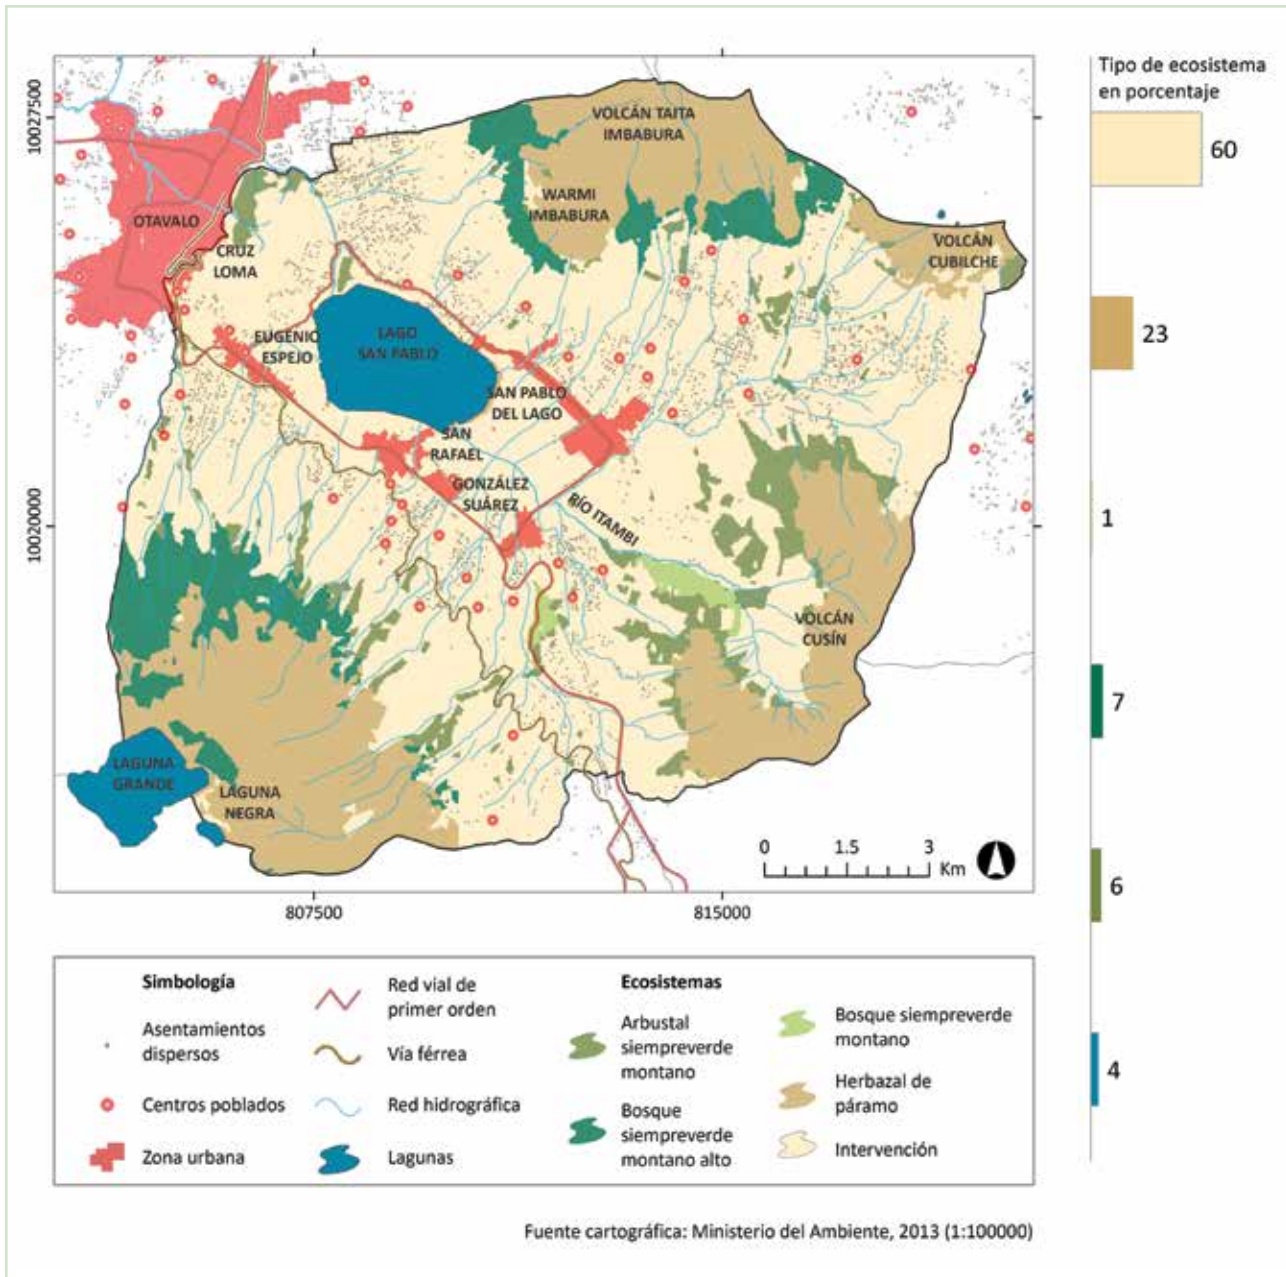 Tipo de ecosistema
en porcentaje
60
23
1
7
6
4
10027500
10020000
807500
815000
VOLCÁN TAITA
IMBABURA
WARMI
IMBABURA
OTAVALO
CRUZ
LOMA
VOLCÁN
CUBILCHE
EUGENIO
ESPEJO
LAGO
SAN PABLO
SAN PABLO
DEL LAGO
SAN
RAFAEL
GONZÁLEZ
SUÁREZ
RÍO ITAMBI
VOLCÁN
CUSÍN
LAGUNA
GRANDE
LAGUNA
NEGRA
0 1.5 3
Km
Simbología
Asentamientos
dispersos
Centros poblados
Zona urbana
Red vial de
primer orden
Vía férrea
Red hidrográfica
Lagunas
Ecosistemas
Arbustal
siempreverde
montano
Bosque
siempreverde
montano alto
Bosque siempreverde
montano
Herbazal de
páramo
Intervención
Fuente cartográfica: Ministerio del Ambiente, 2013 (1:100000)